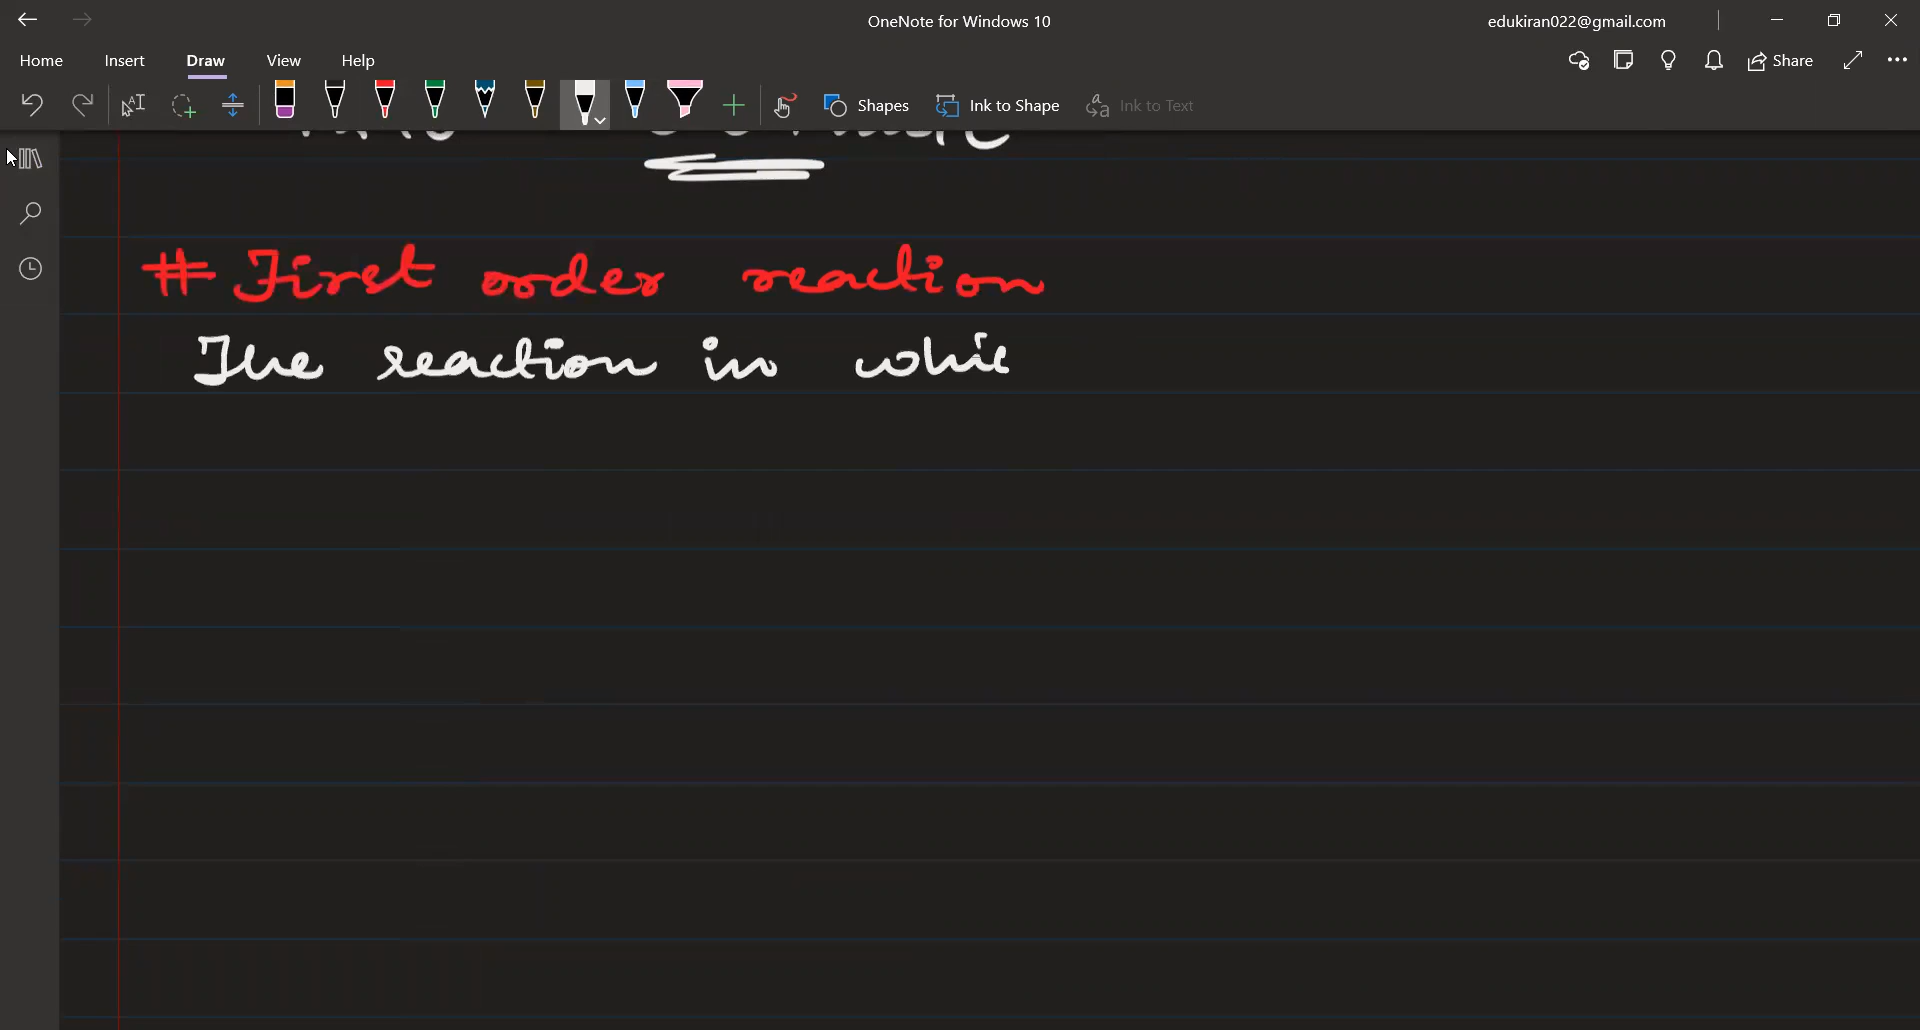 OneNote for Windows 10
edukiran022@gmail.com
Home Insert Draw View Help
Share
Shapes Ink to Shape Ink to Text
# First order reaction
The reaction in whic